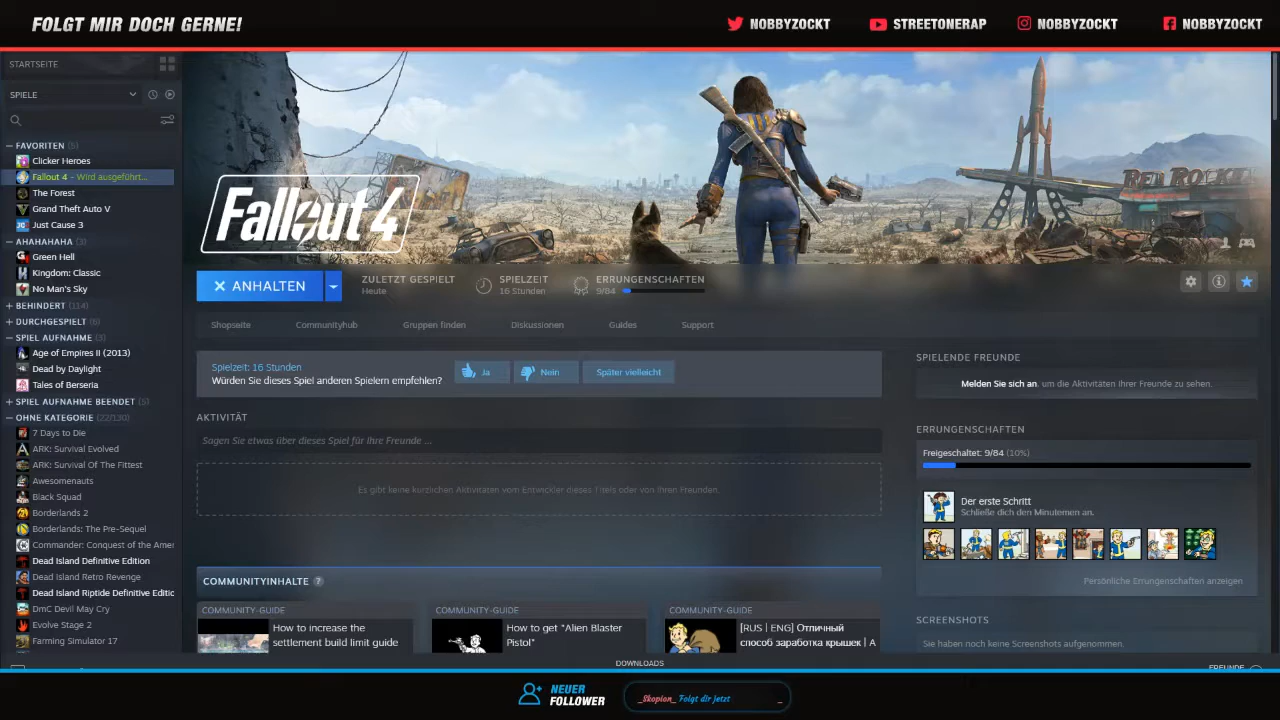 FOLGT MIR DOCH GERNE!
NOBBYZOCKT
STREETONERAP
NOBBYZOCKT
NOBBYZOCKT
STARTSEITE
SPIELE
FAVORITEN (5)
Clicker Heroes
Fallout 4 – Wird ausgeführt...
The Forest
Grand Theft Auto V
Just Cause 3
AHAHAHAHA (3)
Green Hell
Kingdom: Classic
No Man's Sky
BEHINDERT (114)
DURCHGESPIELT (6)
SPIEL AUFNAHME (3)
Age of Empires II (2013)
Dead by Daylight
Tales of Berseria
SPIEL AUFNAHME BEENDET (5)
OHNE KATEGORIE (22/130)
7 Days to Die
ARK: Survival Evolved
ARK: Survival Of The Fittest
Awesomenauts
Black Squad
Borderlands 2
Borderlands: The Pre-Sequel
Commander: Conquest of the Amer
Dead Island Definitive Edition
Dead Island Retro Revenge
Dead Island Riptide Definitive Editio
DmC Devil May Cry
Evolve Stage 2
Farming Simulator 17
Fallout 4
RED ROCKET
ANHALTEN
ZULETZT GESPIELT
Heute
SPIELZEIT
16 Stunden
ERRUNGENSCHAFTEN
9/84
Shopseite
Communityhub
Gruppen finden
Diskussionen
Guides
Support
Spielzeit: 16 Stunden
Würden Sie dieses Spiel anderen Spielern empfehlen?
Ja
Nein
Später vielleicht
AKTIVITÄT
Sagen Sie etwas über dieses Spiel für Ihre Freunde ...
Es gibt keine kürzlichen Aktivitäten vom Entwickler dieses Titels oder von Ihren Freunden.
COMMUNITYINHALTE ?
COMMUNITY-GUIDE
How to increase the
settlement build limit guide
COMMUNITY-GUIDE
How to get "Alien Blaster
Pistol"
COMMUNITY-GUIDE
[RUS | ENG] Отличный
способ заработка крышек | A
SPIELENDE FREUNDE
Melden Sie sich an, um die Aktivitäten Ihrer Freunde zu sehen.
ERRUNGENSCHAFTEN
Freigeschaltet: 9/84 (10%)
Der erste Schritt
Schließe dich den Minutemen an.
Persönliche Errungenschaften anzeigen
SCREENSHOTS
Sie haben noch keine Screenshots aufgenommen.
DOWNLOADS
FREUNDE
NEUER
FOLLOWER
_Skopion_ Folgt dir jetzt